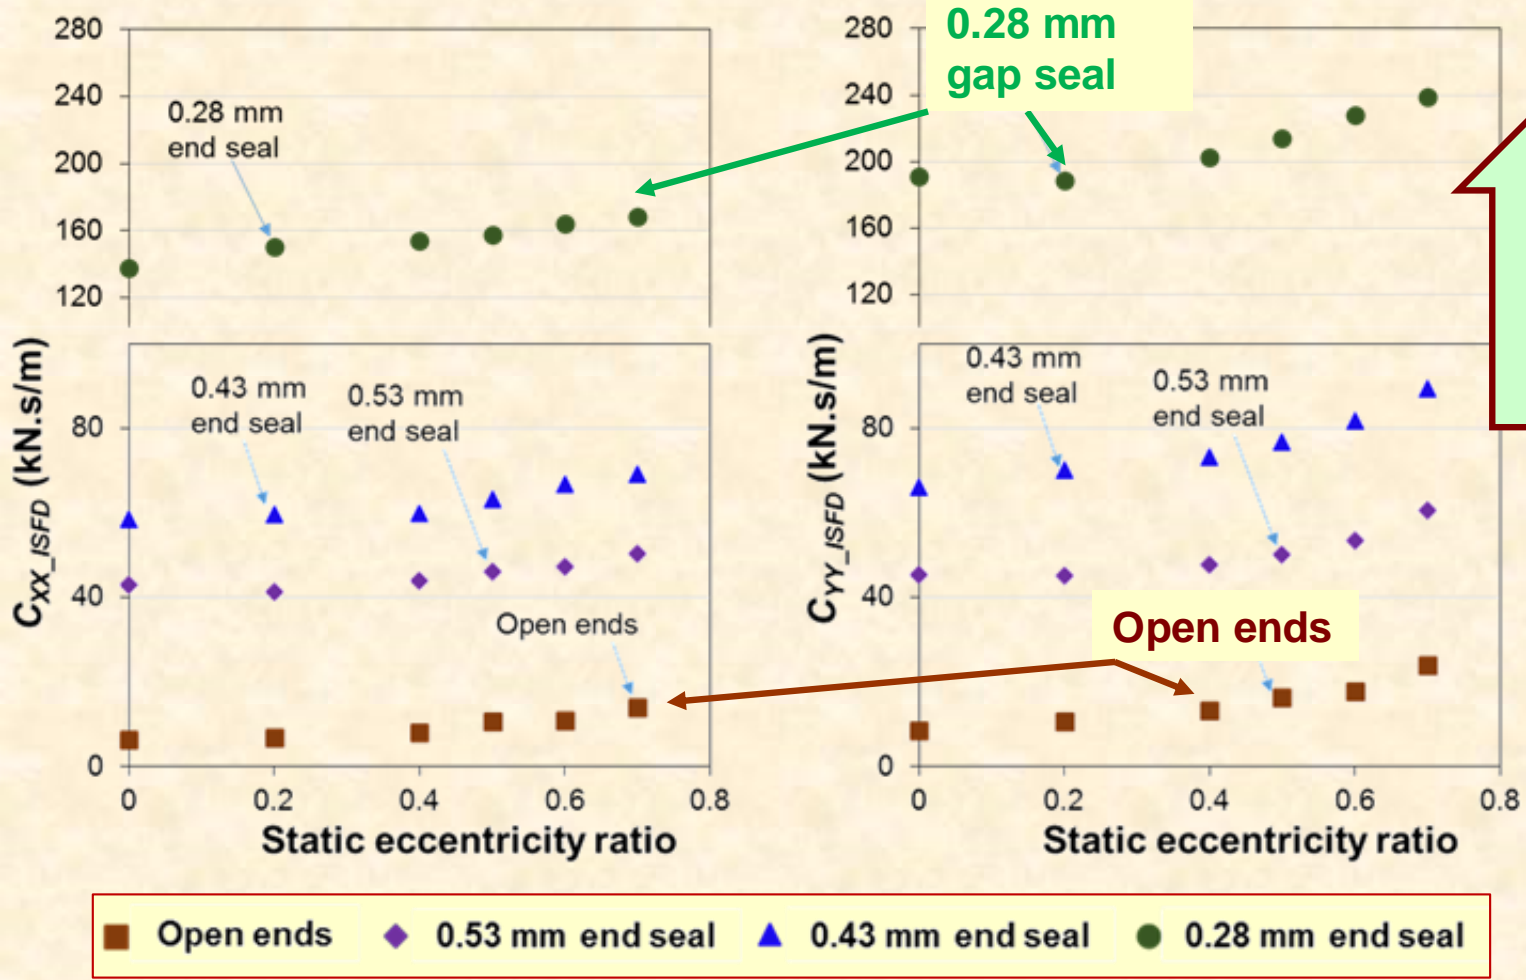 280
240
200
160
120
80
40
0
0
0.2
0.4
0.6
0.8
C_XX_ISFD (kN.s/m)
Static eccentricity ratio
0.28 mm
end seal
0.43 mm
end seal
0.53 mm
end seal
Open ends
0.28 mm
gap seal
280
240
200
160
120
80
40
0
0
0.2
0.4
0.6
0.8
C_YY_ISFD (kN.s/m)
Static eccentricity ratio
0.43 mm
end seal
0.53 mm
end seal
Open ends
Open ends
0.53 mm end seal
0.43 mm end seal
0.28 mm end seal